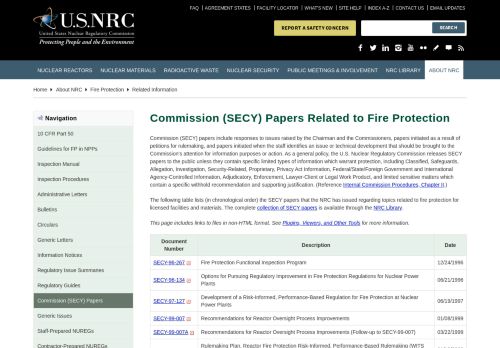 U.S.NRC
United States Nuclear Regulatory Commission
Protecting People and the Environment
FAQ | AGREEMENT STATES | FACILITY LOCATOR | WHAT'S NEW | SITE HELP | INDEX A-Z | CONTACT US | EMAIL UPDATES
REPORT A SAFETY CONCERN
SEARCH
NUCLEAR REACTORS NUCLEAR MATERIALS RADIOACTIVE WASTE NUCLEAR SECURITY PUBLIC MEETINGS & INVOLVEMENT NRC LIBRARY ABOUT NRC
Home About NRC Fire Protection Related Information
Navigation
10 CFR Part 50
Guidelines for FP in NPPs
Inspection Manual
Inspection Procedures
Administrative Letters
Bulletins
Circulars
Generic Letters
Information Notices
Regulatory Issue Summaries
Regulatory Guides
Commission (SECY) Papers
Generic Issues
Staff-Prepared NUREGs
Contractor-Prepared NUREGs
Commission (SECY) Papers Related to Fire Protection
Commission (SECY) papers include responses to issues raised by the Chairman and the Commissioners, papers initiated as a result of
petitions for rulemaking, and papers initiated when the staff identifies an issue or technical development that should be brought to the
Commission's attention for information purposes or action. As a general policy, the U.S. Nuclear Regulatory Commission releases SECY
papers to the public unless they contain specific limited types of information which warrant protection, including Classified, Safeguards,
Allegation, Investigation, Security-Related, Proprietary, Privacy Act Information, Federal/State/Foreign Government and International
Agency-Controlled Information, Adjudicatory, Enforcement, Lawyer-Client or Legal Work Product, and limited sensitive matters which
contain a specific withhold recommendation and supporting justification. (Reference Internal Commission Procedures, Chapter II.)
The following table lists (in chronological order) the SECY papers that the NRC has issued regarding topics related to fire protection for
licensed facilities and materials. The complete collection of SECY papers is available through the NRC Library.
This page includes links to files in non-HTML format. See Plugins, Viewers, and Other Tools for more information.
Document Number Description Date
SECY-96-267 Fire Protection Functional Inspection Program 12/24/1996
SECY-96-134 Options for Pursuing Regulatory Improvement in Fire Protection Regulations for Nuclear Power Plants 06/21/1996
SECY-97-127 Development of a Risk-Informed, Performance-Based Regulation for Fire Protection at Nuclear Power Plants 06/19/1997
SECY-99-007 Recommendations for Reactor Oversight Process Improvements 01/08/1999
SECY-99-007A Recommendations for Reactor Oversight Process Improvements (Follow-up to SECY-99-007) 03/22/1999
Rulemaking Plan, Reactor Fire Protection Risk-Informed, Performance-Based Rulemaking (WITS